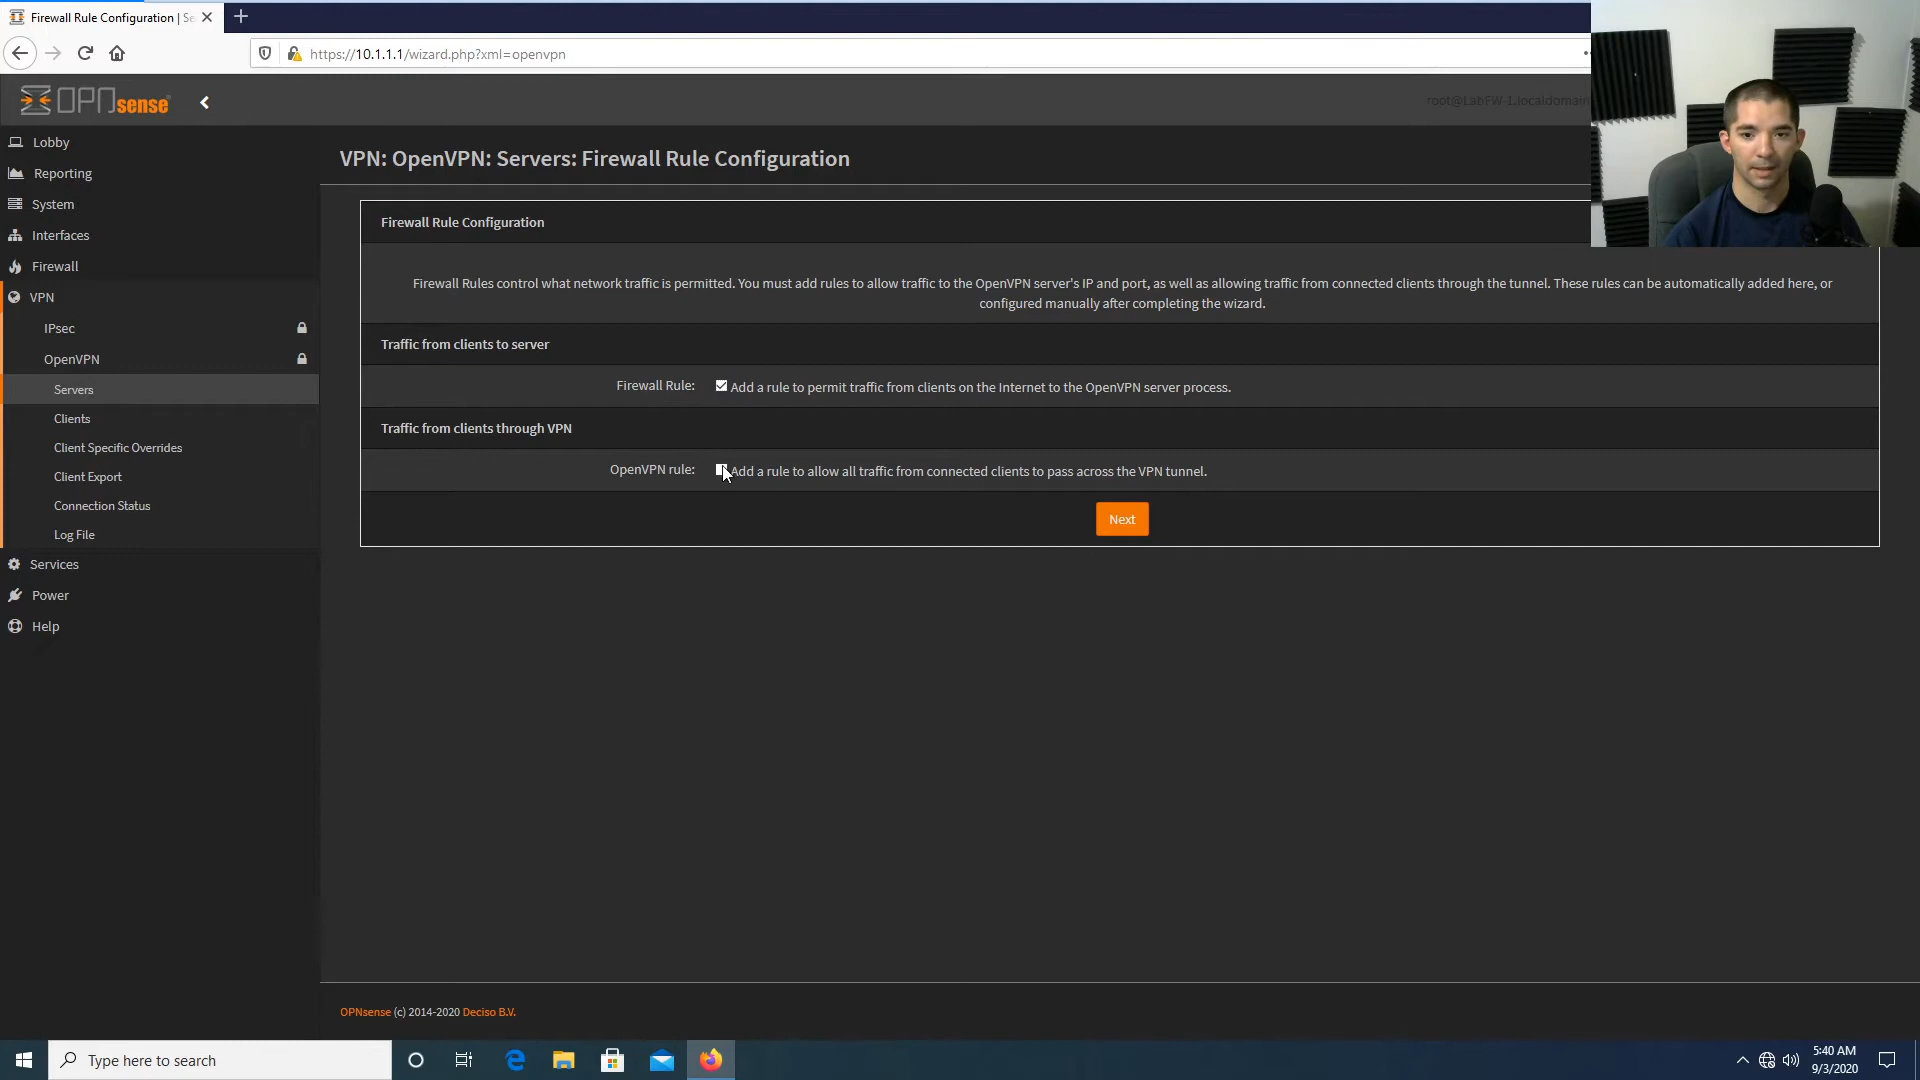 Firewall Rule Configuration | Se
https://10.1.1.1/wizard.php?xml=openvpn
OPNsense
root@LabFW-1.localdomain
Lobby
Reporting
System
Interfaces
Firewall
VPN
IPsec
OpenVPN
Servers
Clients
Client Specific Overrides
Client Export
Connection Status
Log File
Services
Power
Help
VPN: OpenVPN: Servers: Firewall Rule Configuration
Firewall Rule Configuration
Firewall Rules control what network traffic is permitted. You must add rules to allow traffic to the OpenVPN server's IP and port, as well as allowing traffic from connected clients through the tunnel. These rules can be automatically added here, or
configured manually after completing the wizard.
Traffic from clients to server
Firewall Rule: Add a rule to permit traffic from clients on the Internet to the OpenVPN server process.
Traffic from clients through VPN
OpenVPN rule: Add a rule to allow all traffic from connected clients to pass across the VPN tunnel.
Next
OPNsense (c) 2014-2020 Deciso B.V.
Type here to search
5:40 AM
9/3/2020